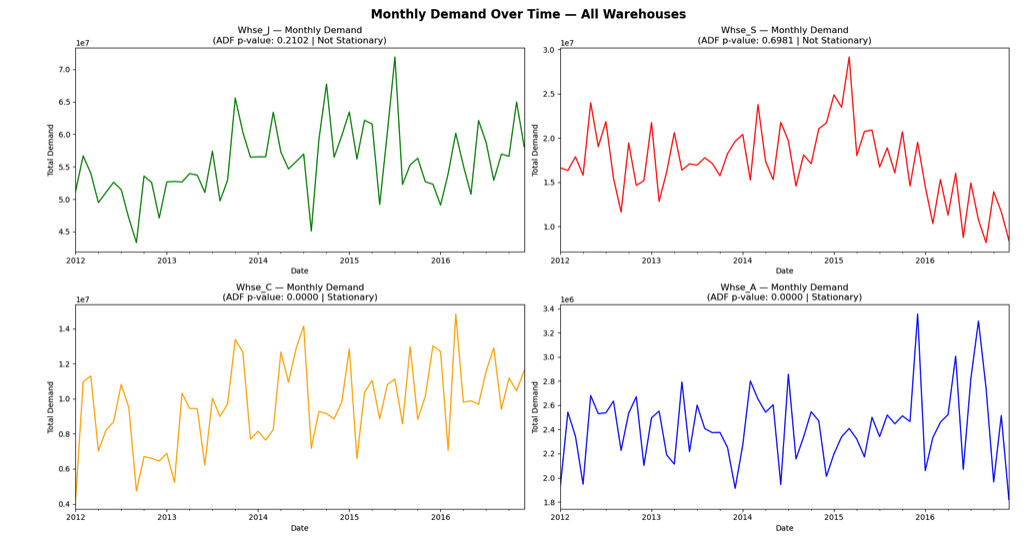 Monthly Demand Over Time — All Warehouses
Whse_J — Monthly Demand
(ADF p-value: 0.2102 | Not Stationary)
1e7
7.0
6.5
6.0
5.5
5.0
4.5
Total Demand
2012 2013 2014 2015 2016
Date
Whse_S — Monthly Demand
(ADF p-value: 0.6981 | Not Stationary)
1e7
3.0
2.5
2.0
1.5
1.0
Total Demand
2012 2013 2014 2015 2016
Date
Whse_C — Monthly Demand
(ADF p-value: 0.0000 | Stationary)
1e7
1.4
1.2
1.0
0.8
0.6
0.4
Total Demand
2012 2013 2014 2015 2016
Date
Whse_A — Monthly Demand
(ADF p-value: 0.0000 | Stationary)
1e6
3.4
3.2
3.0
2.8
2.6
2.4
2.2
2.0
1.8
Total Demand
2012 2013 2014 2015 2016
Date